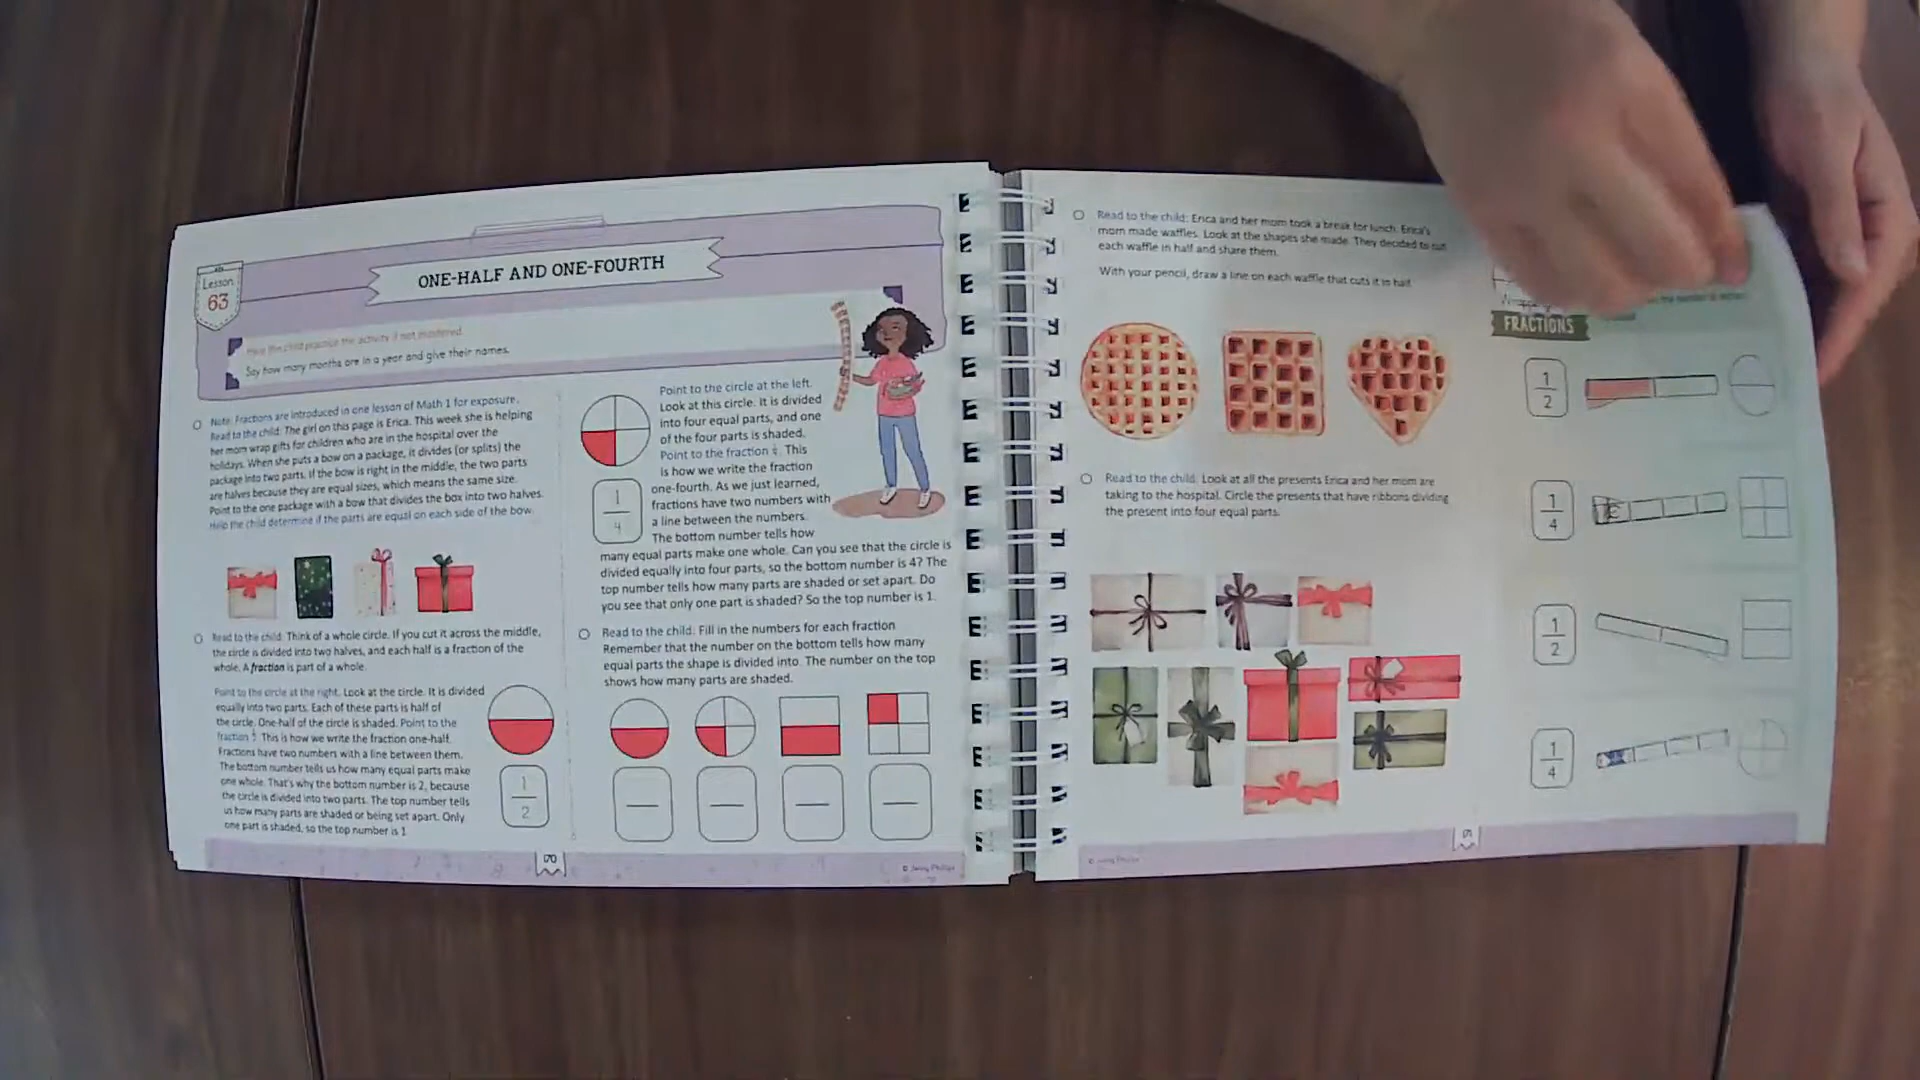 Lesson
63
ONE-HALF AND ONE-FOURTH
Have the child practice the activity if not mastered.
Say how many months are in a year and give their names.
Note: Fractions are introduced in one lesson of Math 1 for exposure.
Read to the child: The girl on this page is Erica. This week she is helping
her mom wrap gifts for children who are in the hospital over the
holidays. When she puts a bow on a package, it divides (or splits) the
package into two parts. If the bow is right in the middle, the two parts
are halves because they are equal sizes, which means the same size.
Point to the one package with a bow that divides the box into two halves.
Help the child determine if the parts are equal on each side of the bow.
Read to the child: Think of a whole circle. If you cut it across the middle,
the circle is divided into two halves, and each half is a fraction of the
whole. A fraction is part of a whole.
Point to the circle at the right. Look at the circle. It is divided
equally into two parts. Each of these parts is half of
the circle. One-half of the circle is shaded. Point to the
fraction ½. This is how we write the fraction one-half.
Fractions have two numbers with a line between them.
The bottom number tells us how many equal parts make
one whole. That's why the bottom number is 2, because
the circle is divided into two parts. The top number tells
us how many parts are shaded or being set apart. Only
one part is shaded, so the top number is 1.
1
2
Point to the circle at the left.
Look at this circle. It is divided
into four equal parts, and one
of the four parts is shaded.
Point to the fraction ¼. This
is how we write the fraction
one-fourth. As we just learned,
fractions have two numbers with
a line between the numbers.
The bottom number tells how
many equal parts make one whole. Can you see that the circle is
divided equally into four parts, so the bottom number is 4? The
top number tells how many parts are shaded or set apart. Do
you see that only one part is shaded? So the top number is 1.
1
4
Read to the child: Fill in the numbers for each fraction
Remember that the number on the bottom tells how many
equal parts the shape is divided into. The number on the top
shows how many parts are shaded.
170
© Jenny Phillips
Read to the child: Erica and her mom took a break for lunch. Erica's
mom made waffles. Look at the shapes she made. They decided to cut
each waffle in half and share them.
With your pencil, draw a line on each waffle that cuts it in half.
Read to the child: Look at all the presents Erica and her mom are
taking to the hospital. Circle the presents that have ribbons dividing
the present into four equal parts.
© Jenny Phillips
Wrapping
FRACTIONS
1
2
1
4
1
2
1
4